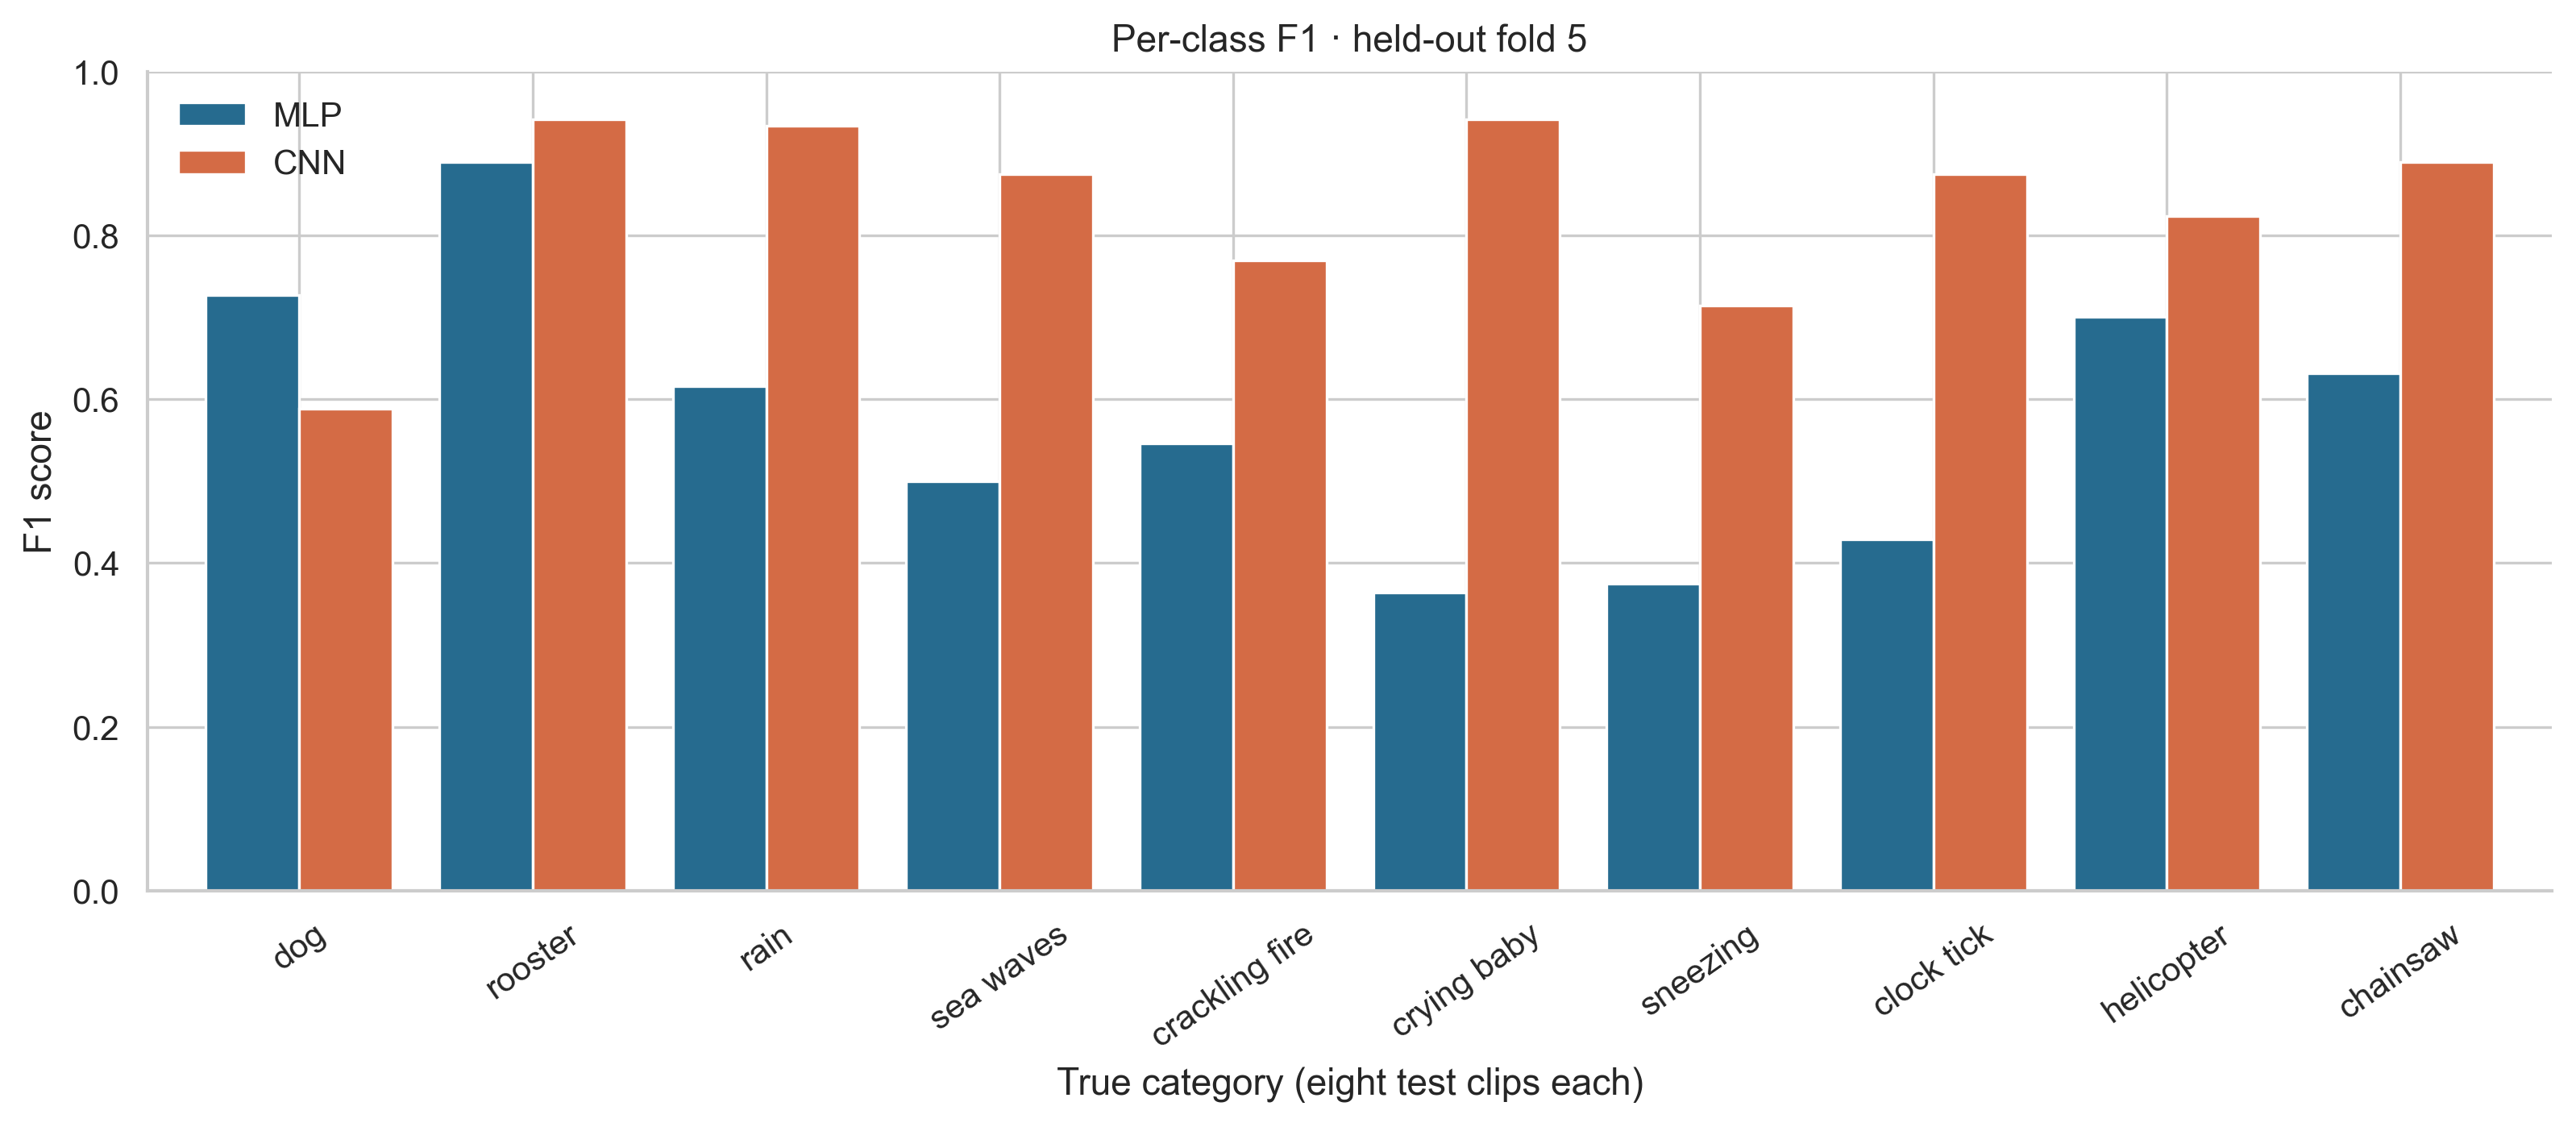 Per-class F1 · held-out fold 5
MLP
CNN
F1 score
1.0
0.8
0.6
0.4
0.2
0.0
dog
rooster
rain
sea waves
crackling fire
crying baby
sneezing
clock tick
helicopter
chainsaw
True category (eight test clips each)